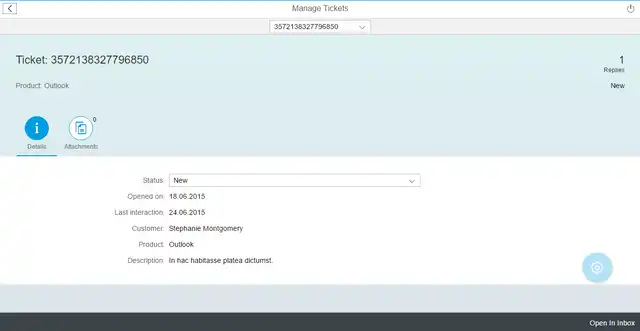 Manage Tickets
3572138327796850
Ticket: 3572138327796850
1
Replies
Product: Outlook
New
0
Details
Attachments
Status:
New
Opened on: 18.06.2015
Last interaction: 24.06.2015
Customer: Stephanie Montgomery
Product: Outlook
Description: In hac habitasse platea dictumst.
Open In Inbox